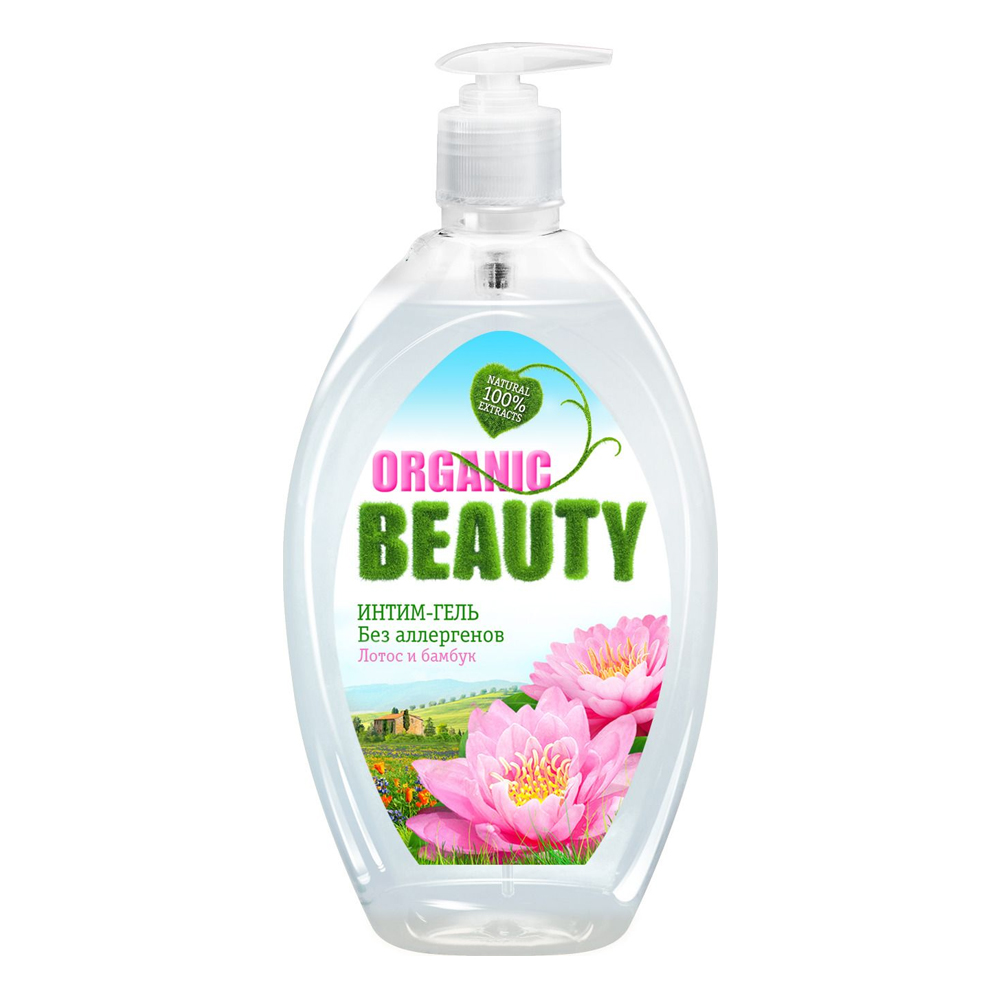 NATURAL
100%
EXTRACTS
ORGANIC
BEAUTY
ИНТИМ-ГЕЛЬ
Без аллергенов
Лотос и бамбук